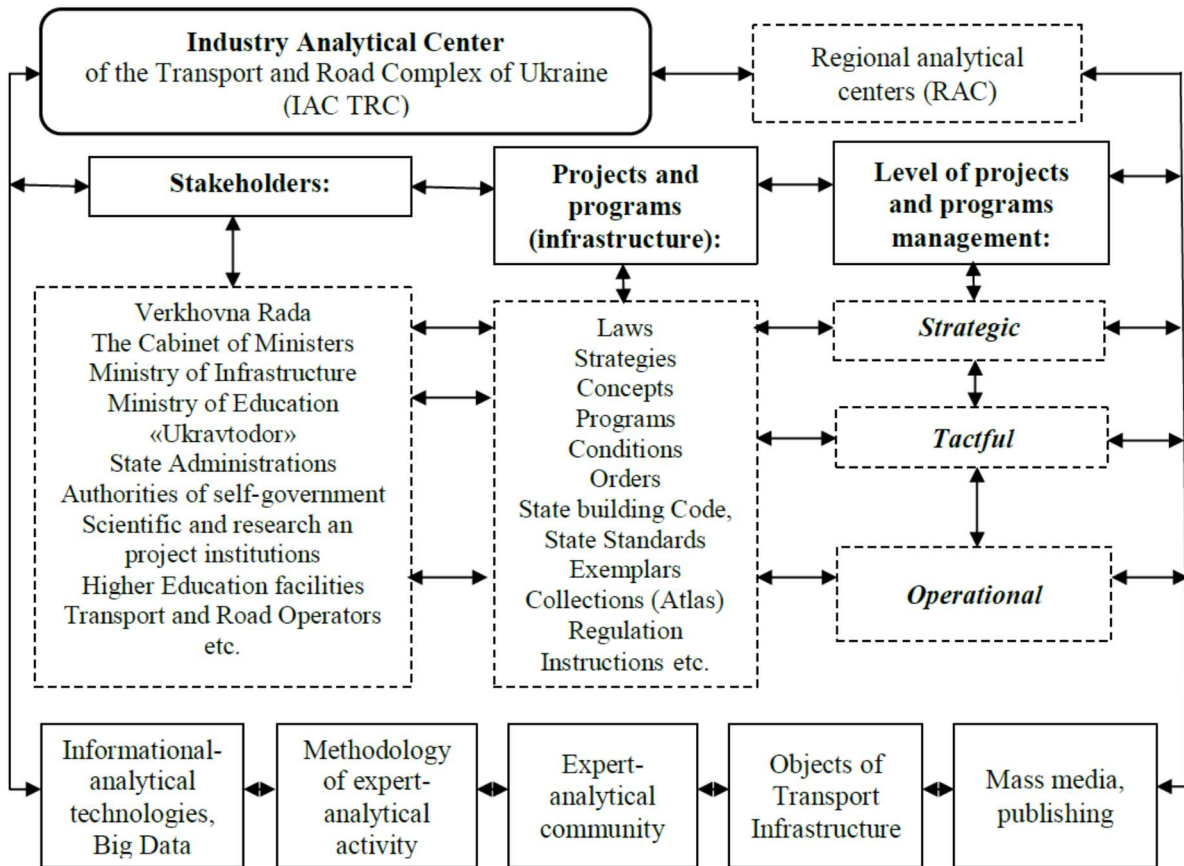 Industry Analytical Center
of the Transport and Road Complex of Ukraine
(IAC TRC)
Regional analytical
centers (RAC)
Stakeholders:
Projects and
programs
(infrastructure):
Level of projects
and programs
management:
Verkhovna Rada
The Cabinet of Ministers
Ministry of Infrastructure
Ministry of Education
«Ukravtodor»
State Administrations
Authorities of self-government
Scientific and research an
project institutions
Higher Education facilities
Transport and Road Operators
etc.
Laws
Strategies
Concepts
Programs
Conditions
Orders
State building Code,
State Standards
Exemplars
Collections (Atlas)
Regulation
Instructions etc.
Strategic
Tactful
Operational
Informational-
analytical
technologies,
Big Data
Methodology
of expert-
analytical
activity
Expert-
analytical
community
Objects of
Transport
Infrastructure
Mass media,
publishing